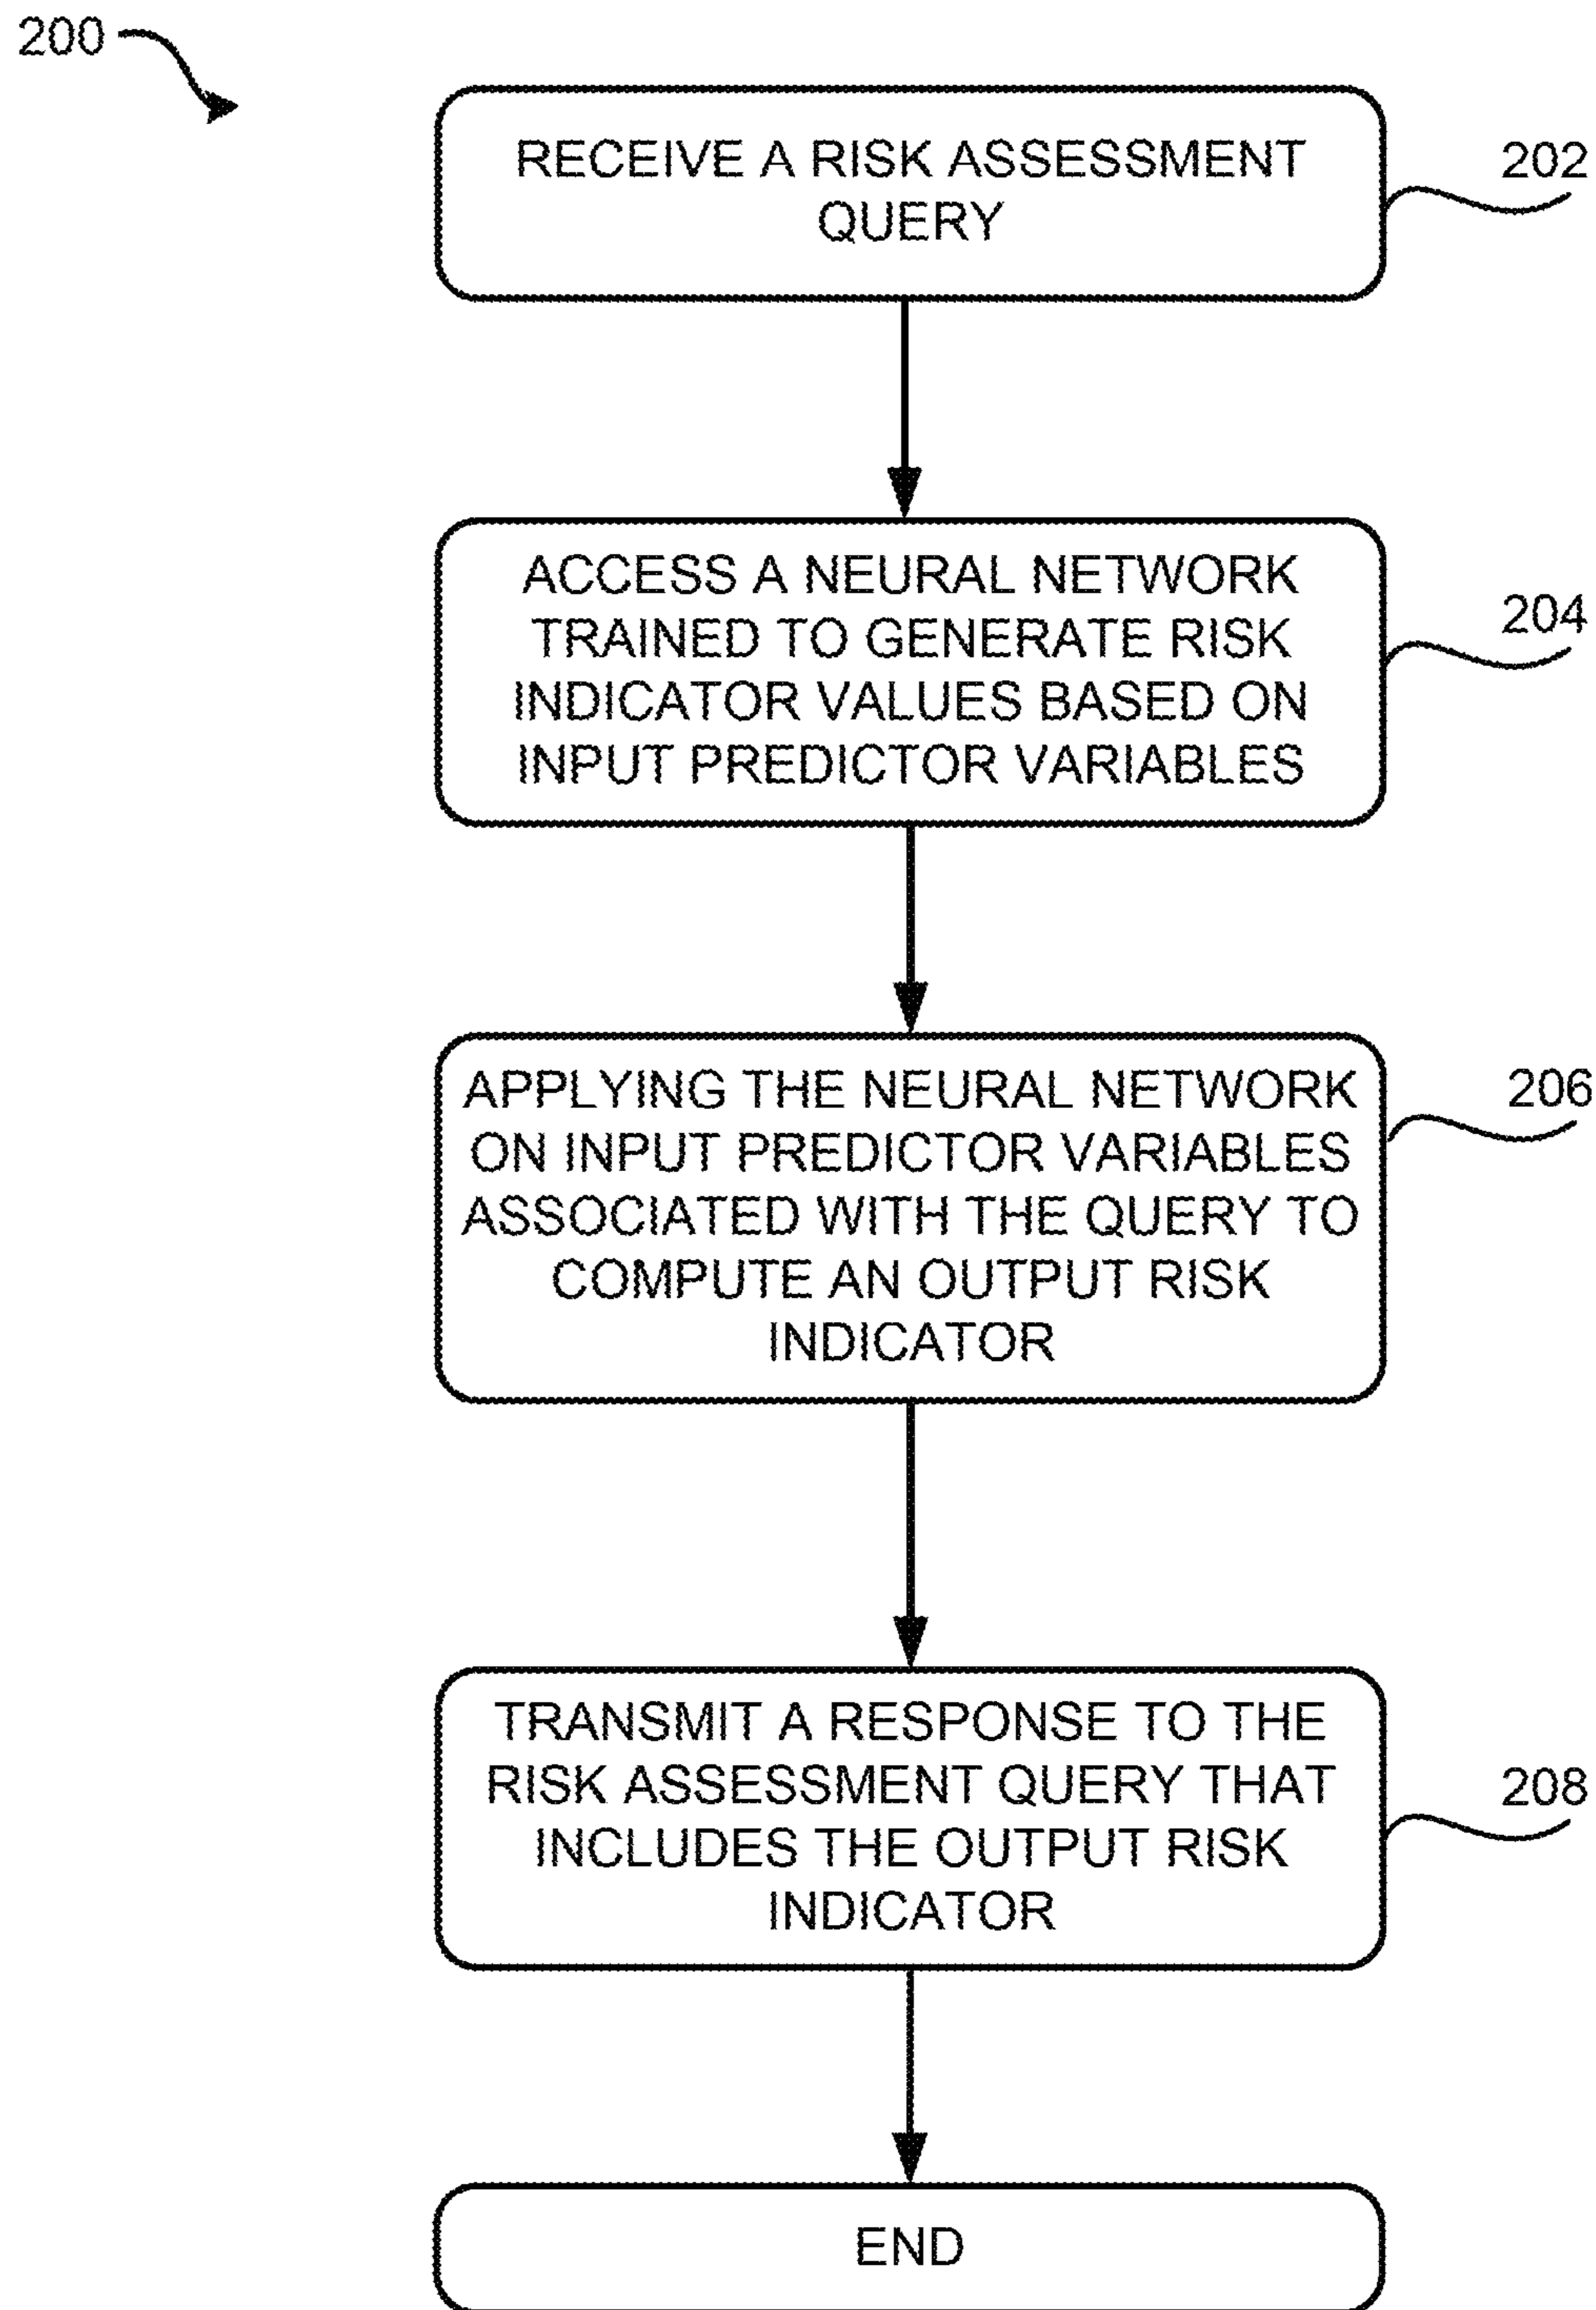 200
RECEIVE A RISK ASSESSMENT
QUERY
202
ACCESS A NEURAL NETWORK
TRAINED TO GENERATE RISK
INDICATOR VALUES BASED ON
INPUT PREDICTOR VARIABLES
204
APPLYING THE NEURAL NETWORK
ON INPUT PREDICTOR VARIABLES
ASSOCIATED WITH THE QUERY TO
COMPUTE AN OUTPUT RISK
INDICATOR
206
TRANSMIT A RESPONSE TO THE
RISK ASSESSMENT QUERY THAT
INCLUDES THE OUTPUT RISK
INDICATOR
208
END